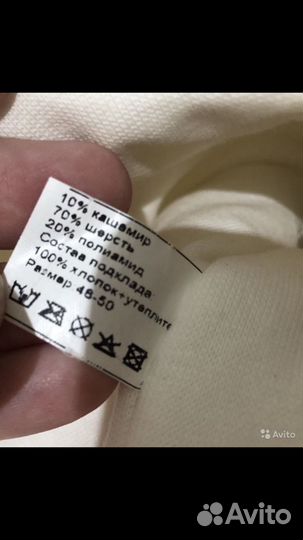 10% кашемир
70% шерсть
20% полиамид
Состав подклада
100% хлопок+утеплите
Размер 48-50
Avito
Avito